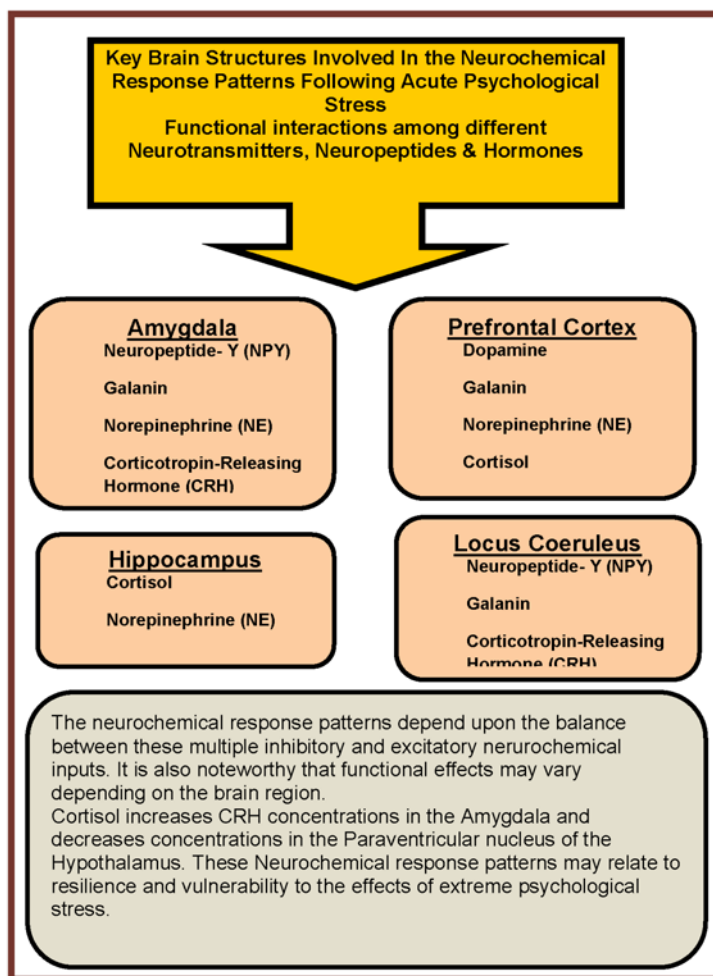 Key Brain Structures Involved In the Neurochemical
Response Patterns Following Acute Psychological
Stress
Functional interactions among different
Neurotransmitters, Neuropeptides & Hormones
Amygdala
Neuropeptide- Y (NPY)
Galanin
Norepinephrine (NE)
Corticotropin-Releasing
Hormone (CRH)
Prefrontal Cortex
Dopamine
Galanin
Norepinephrine (NE)
Cortisol
Hippocampus
Cortisol
Norepinephrine (NE)
Locus Coeruleus
Neuropeptide- Y (NPY)
Galanin
Corticotropin-Releasing
Hormone (CRH)
The neurochemical response patterns depend upon the balance
between these multiple inhibitory and excitatory nerurochemical
inputs. It is also noteworthy that functional effects may vary
depending on the brain region.
Cortisol increases CRH concentrations in the Amygdala and
decreases concentrations in the Paraventricular nucleus of the
Hypothalamus. These Neurochemical response patterns may relate to
resilience and vulnerability to the effects of extreme psychological
stress.